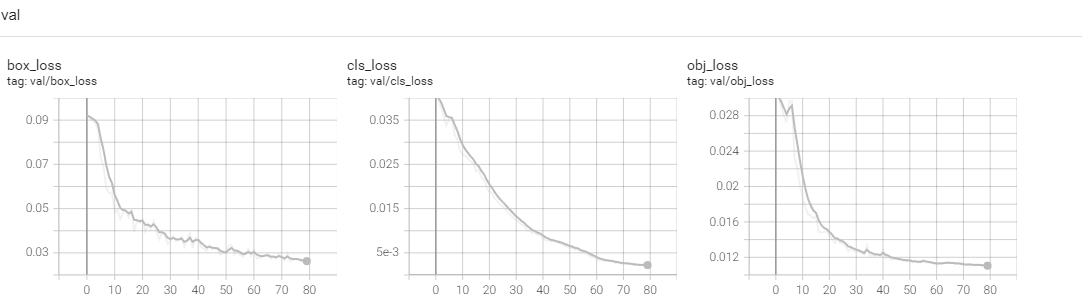 val
box_loss
tag: val/box_loss
0.09
0.07
0.05
0.03
0 10 20 30 40 50 60 70 80
cls_loss
tag: val/cls_loss
0.035
0.025
0.015
5e-3
0 10 20 30 40 50 60 70 80
obj_loss
tag: val/obj_loss
0.028
0.024
0.02
0.016
0.012
0 10 20 30 40 50 60 70 80